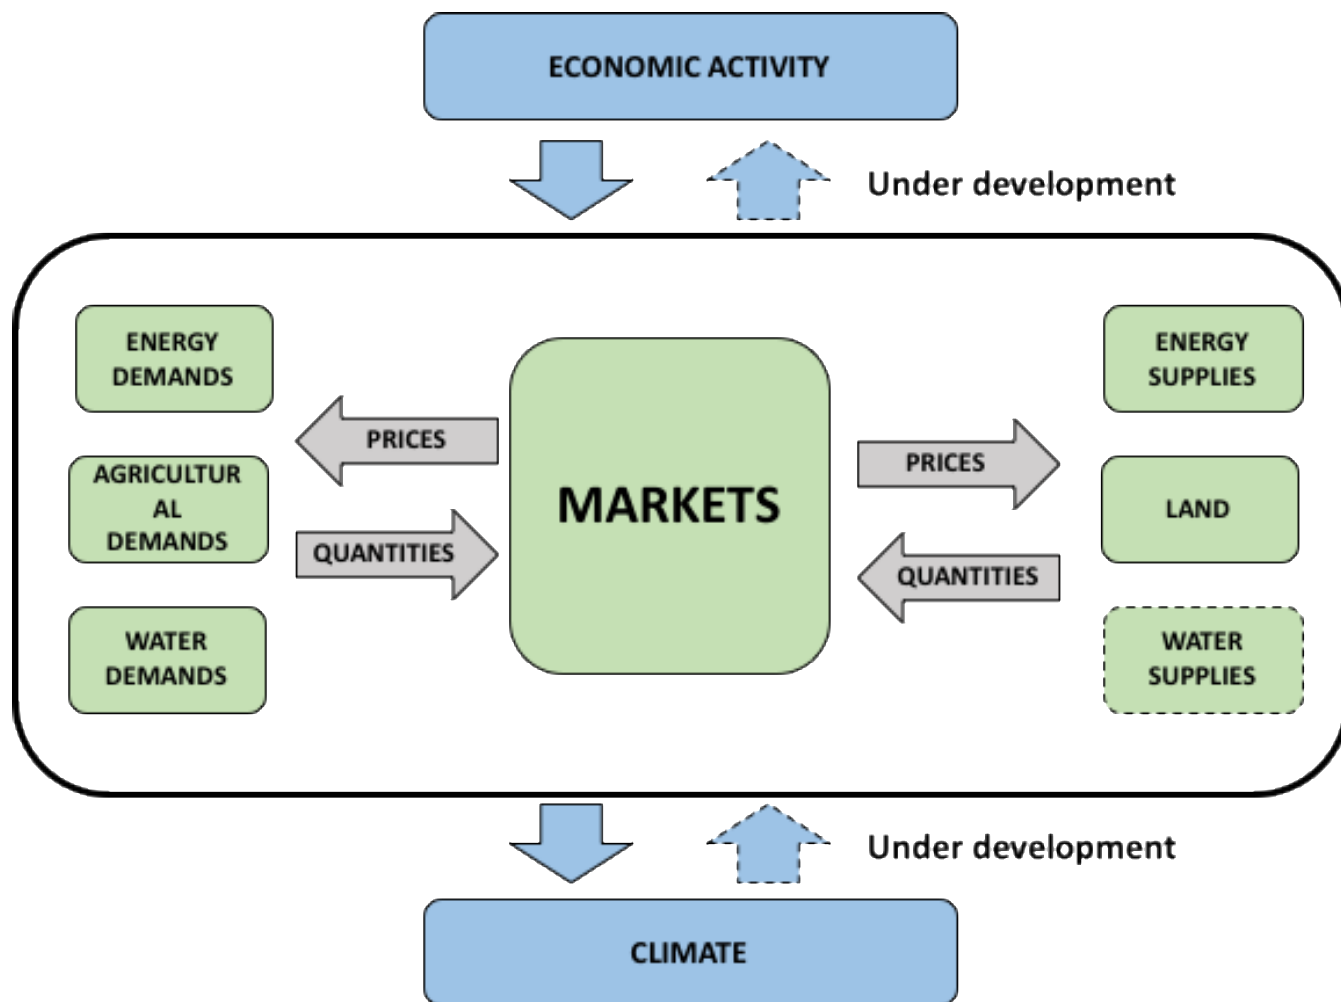 ECONOMIC ACTIVITY
Under development
ENERGY
DEMANDS
AGRICULTUR
AL
DEMANDS
WATER
DEMANDS
PRICES
QUANTITIES
MARKETS
PRICES
QUANTITIES
ENERGY
SUPPLIES
LAND
WATER
SUPPLIES
Under development
CLIMATE